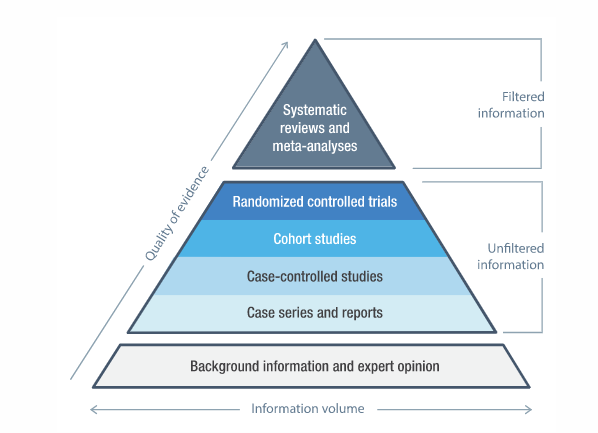 Systematic
reviews and
meta-analyses
Filtered
information
Quality of evidence
Randomized controlled trials
Cohort studies
Case-controlled studies
Case series and reports
Unfiltered
information
Background information and expert opinion
Information volume